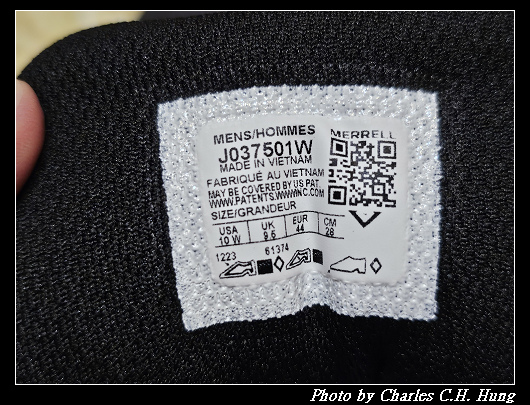 MENS/HOMMES
MERRELL
J037501W
MADE IN VIETNAM
FABRIQUÉ AU VIETNAM
MAY BE COVERED BY US PAT
WWW.PATENTS.WWWINC.COM
SIZE/GRANDEUR
USA UK EUR CM
10 W 9.5 44 28
1223 61374
Photo by Charles C.H. Hung